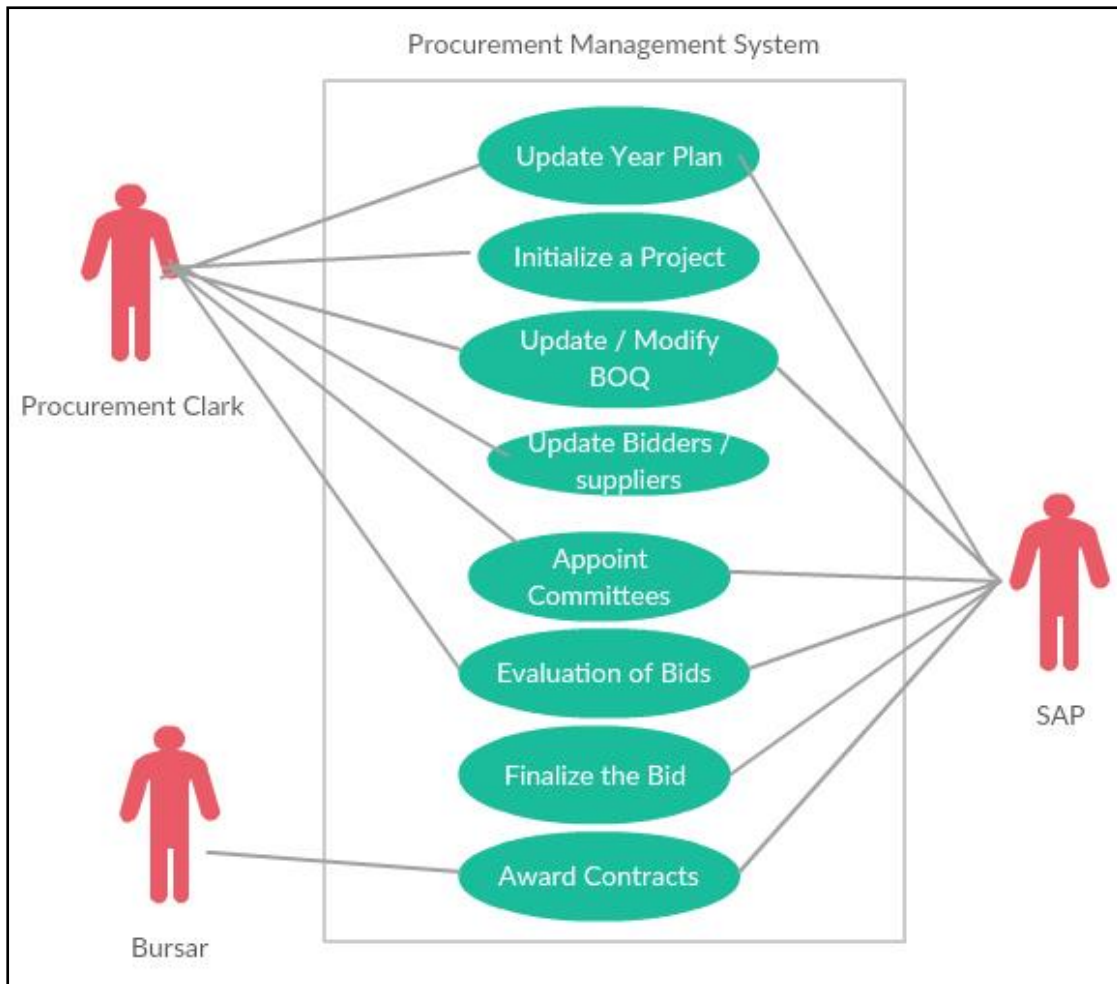 Procurement Management System
Update Year Plan
Initialize a Project
Update / Modify
BOQ
Procurement Clark
Update Bidders /
suppliers
Appoint
Committees
Evaluation of Bids
SAP
Finalize the Bid
Award Contracts
Bursar